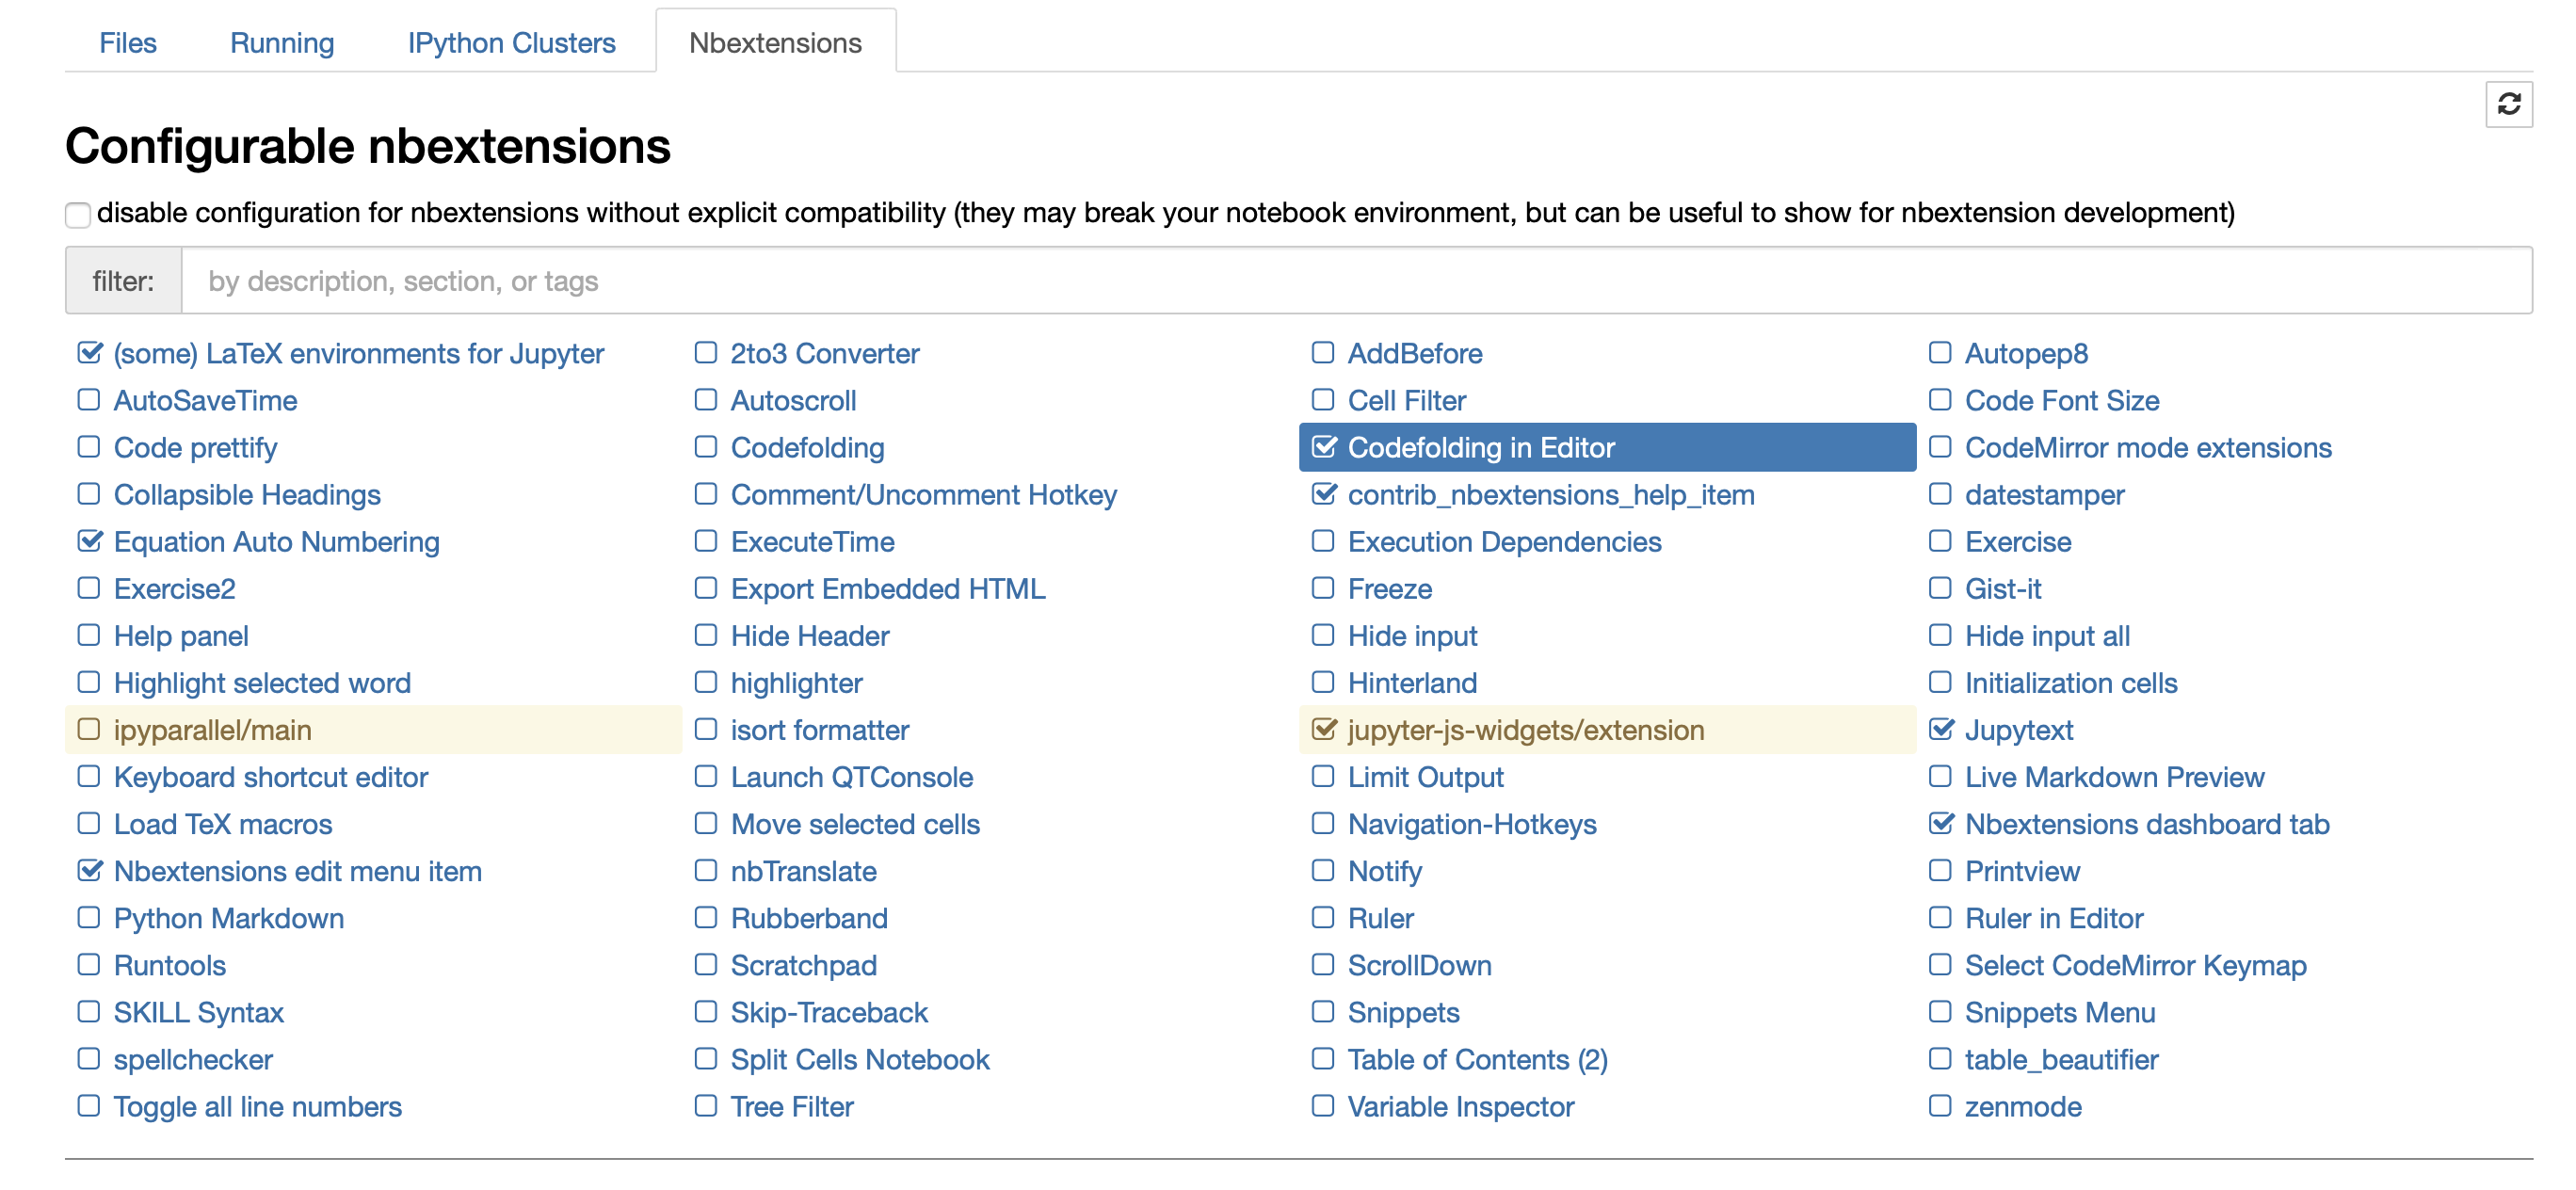 Files Running IPython Clusters Nbextensions
Configurable nbextensions
disable configuration for nbextensions without explicit compatibility (they may break your notebook environment, but can be useful to show for nbextension development)
filter: by description, section, or tags
(some) LaTeX environments for Jupyter 2to3 Converter AddBefore Autopep8
AutoSaveTime Autoscroll Cell Filter Code Font Size
Code prettify Codefolding Codefolding in Editor CodeMirror mode extensions
Collapsible Headings Comment/Uncomment Hotkey contrib_nbextensions_help_item datestamper
Equation Auto Numbering ExecuteTime Execution Dependencies Exercise
Exercise2 Export Embedded HTML Freeze Gist-it
Help panel Hide Header Hide input Hide input all
Highlight selected word highlighter Hinterland Initialization cells
ipyparallel/main isort formatter jupyter-js-widgets/extension Jupytext
Keyboard shortcut editor Launch QTConsole Limit Output Live Markdown Preview
Load TeX macros Move selected cells Navigation-Hotkeys Nbextensions dashboard tab
Nbextensions edit menu item nbTranslate Notify Printview
Python Markdown Rubberband Ruler Ruler in Editor
Runtools Scratchpad ScrollDown Select CodeMirror Keymap
SKILL Syntax Skip-Traceback Snippets Snippets Menu
spellchecker Split Cells Notebook Table of Contents (2) table_beautifier
Toggle all line numbers Tree Filter Variable Inspector zenmode